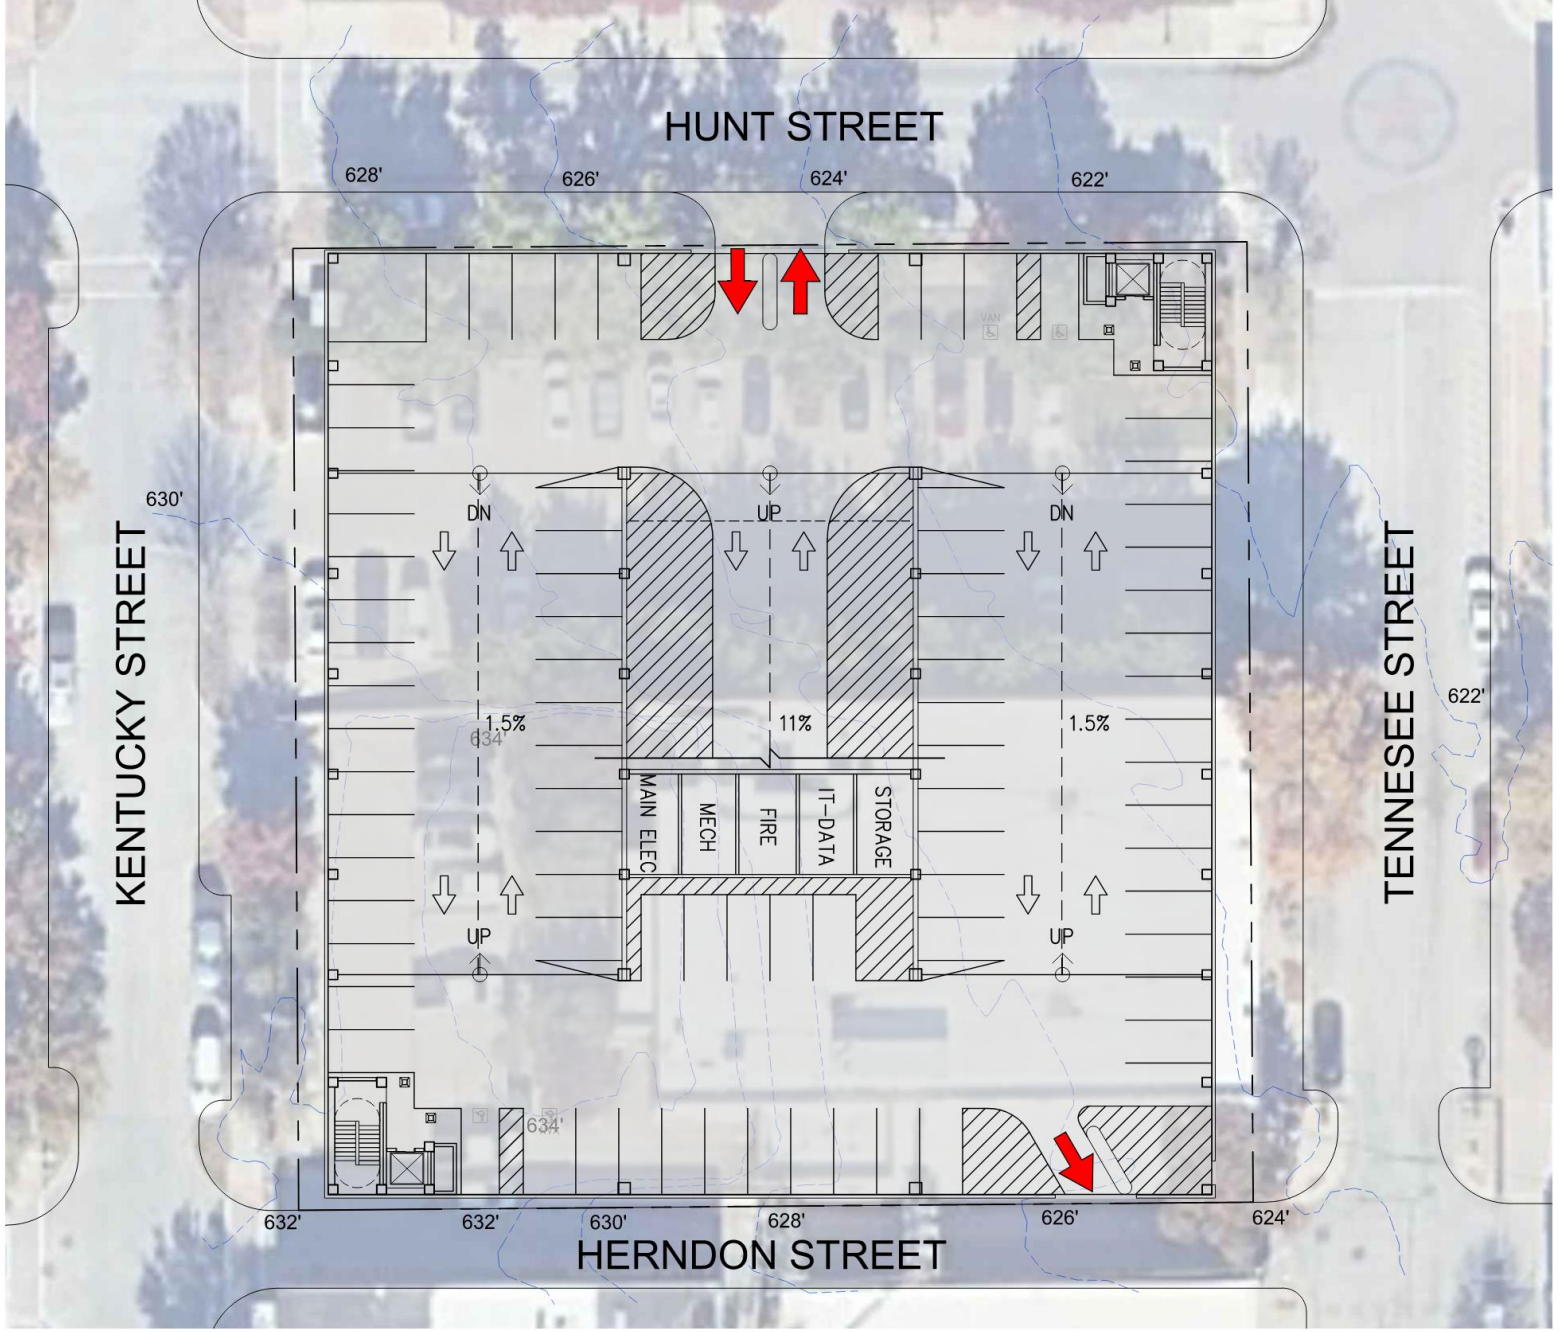 HUNT STREET
628'
626'
624'
622'
VAN
630'
DN
UP
DN
KENTUCKY STREET
TENNESEE STREET
622'
1.5%
634'
11%
1.5%
MAIN ELEC
MECH
FIRE
IT-DATA
STORAGE
UP
UP
634'
632'
632'
630'
628'
626'
624'
HERNDON STREET